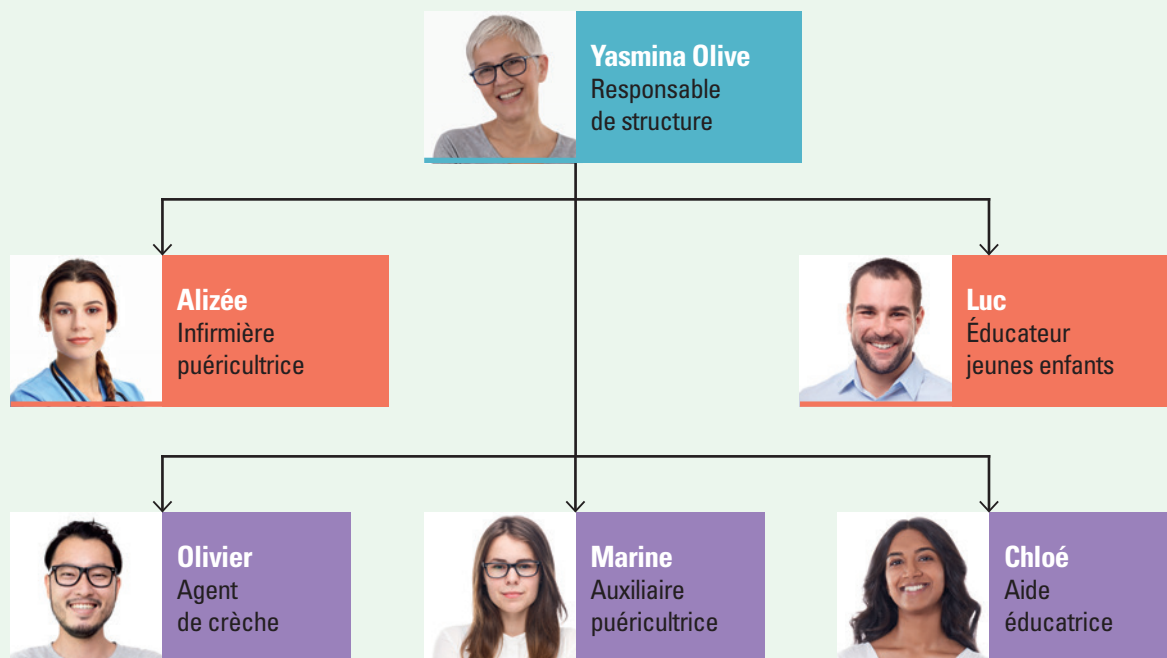 Yasmina Olive
Responsable
de structure
Alizée
Infirmière
puéricultrice
Luc
Éducateur
jeunes enfants
Olivier
Agent
de crèche
Marine
Auxiliaire
puéricultrice
Chloé
Aide
éducatrice